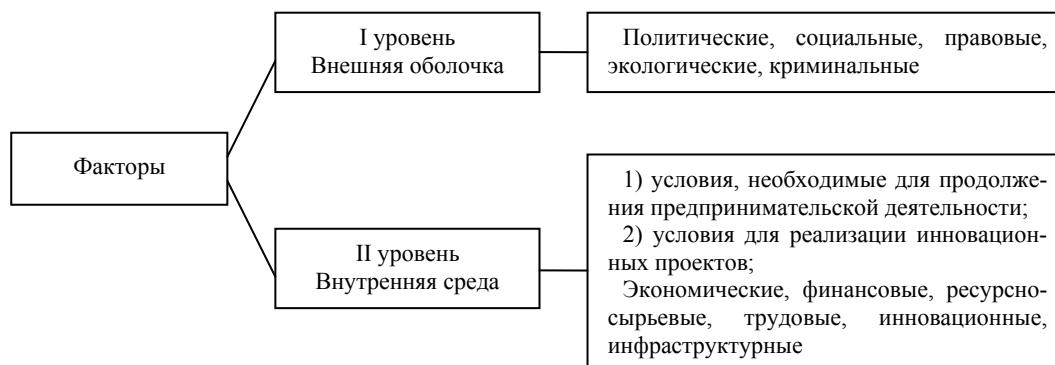 I уровень
Внешняя оболочка
Политические, социальные, правовые,
экологические, криминальные
Факторы
II уровень
Внутренняя среда
1) условия, необходимые для продолже-
ния предпринимательской деятельности;
2) условия для реализации инновацион-
ных проектов;
Экономические, финансовые, ресурсно-
сырьевые, трудовые, инновационные,
инфраструктурные